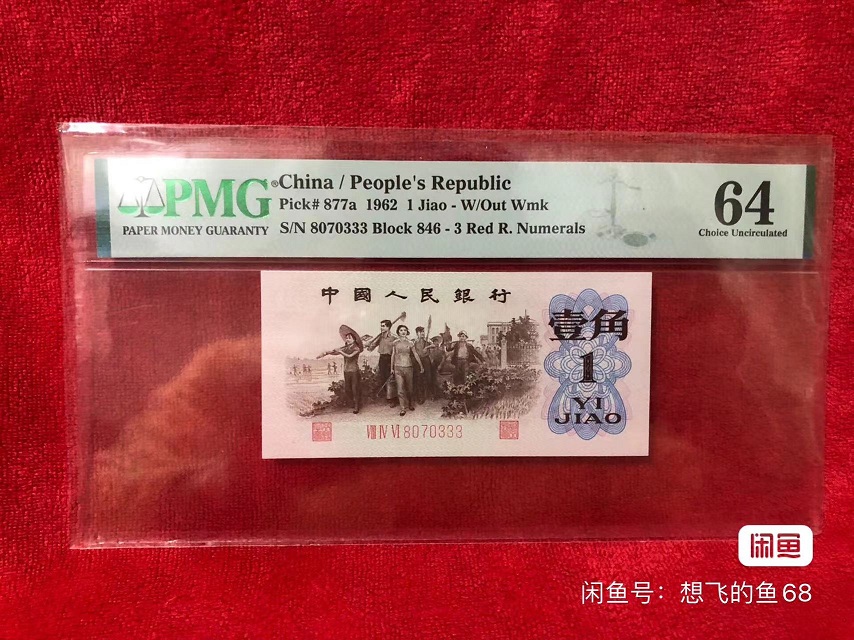 PMG®
PAPER MONEY GUARANTY
China / People's Republic
Pick# 877a 1962 1 Jiao - W/Out Wmk
S/N 8070333 Block 846 - 3 Red R. Numerals
64
Choice Uncirculated
中國人民銀行
壹角
1
YI
JIAO
VIII IV VI 8070333
闲鱼
闲鱼号：想飞的鱼68